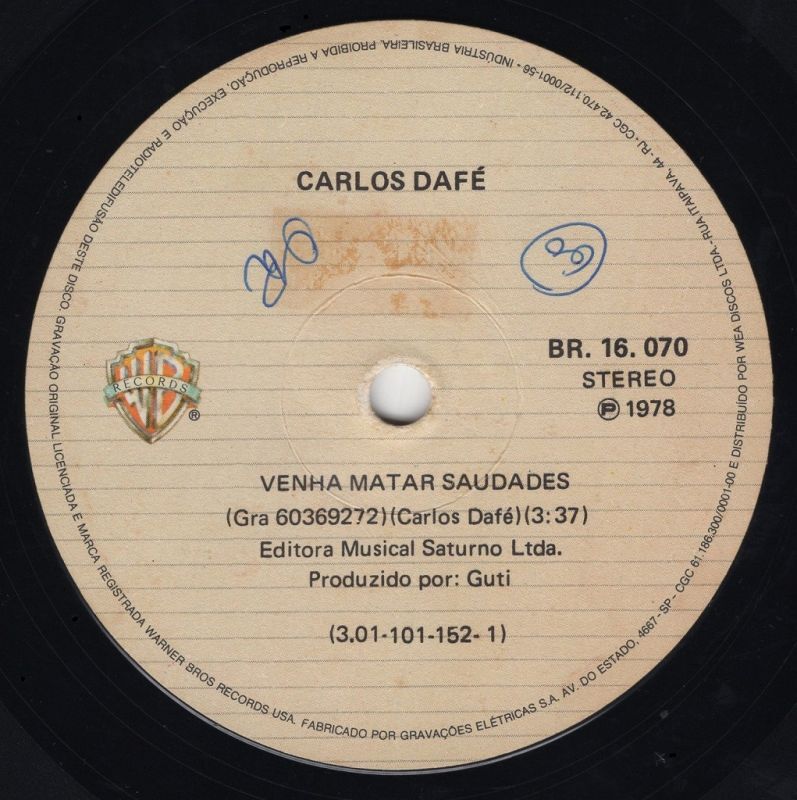 CARLOS DAFÉ
BR. 16.070
STEREO
Ⓟ 1978
WB
RECORDS
®
VENHA MATAR SAUDADES
(Gra 60369272)(Carlos Dafé)(3:37)
Editora Musical Saturno Ltda.
Produzido por: Guti
(3.01-101-152-1)
FABRICADO POR GRAVAÇÕES ELÉTRICAS S.A. AV. DO ESTADO, 4667 - SP - CGC 61.186.300/0001-00 E DISTRIBUÍDO POR WEA DISCOS LTDA. - RUA ITAIPAVA, 44 - RJ - CGC 42.470.112/0001-56 - INDÚSTRIA BRASILEIRA. PROIBIDA A REPRODUÇÃO, EXECUÇÃO E RADIOTELEDIFUSÃO DESTE DISCO. GRAVAÇÃO ORIGINAL LICENCIADA E MARCA REGISTRADA WARNER BROS RECORDS USA.